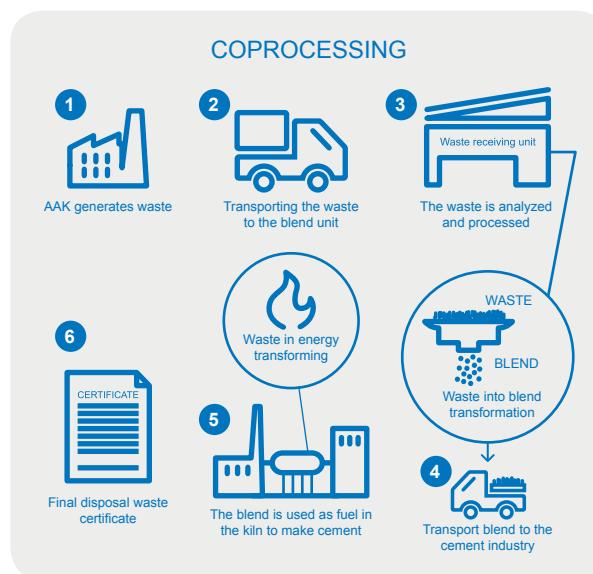 COPROCESSING
1
AAK generates waste
2
Transporting the waste
to the blend unit
3
Waste receiving unit
The waste is analyzed
and processed
WASTE
BLEND
Waste into blend
transformation
4
Transport blend to the
cement industry
Waste in energy
transforming
5
The blend is used as fuel in
the kiln to make cement
6
CERTIFICATE
Final disposal waste
certificate